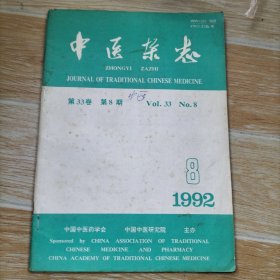 中医杂志
ZHONGYI ZAZHI
JOURNAL OF TRADITIONAL CHINESE MEDICINE
第33卷 第8期 Vol. 33 No. 8
8
1992
中国中医药学会 中国中医研究院 主办
Sponsored by CHINA ASSOCIATION OF TRADITIONAL
CHINESE MEDICINE AND PHARMACY
CHINA ACADEMY OF TRADITIONAL CHINESE MEDICINE